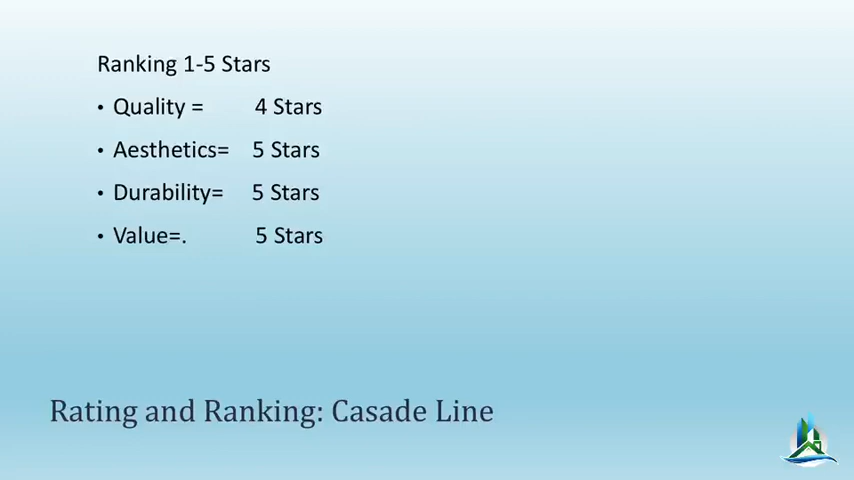 Ranking 1-5 Stars
• Quality = 4 Stars
• Aesthetics= 5 Stars
• Durability= 5 Stars
• Value=. 5 Stars
Rating and Ranking: Casade Line